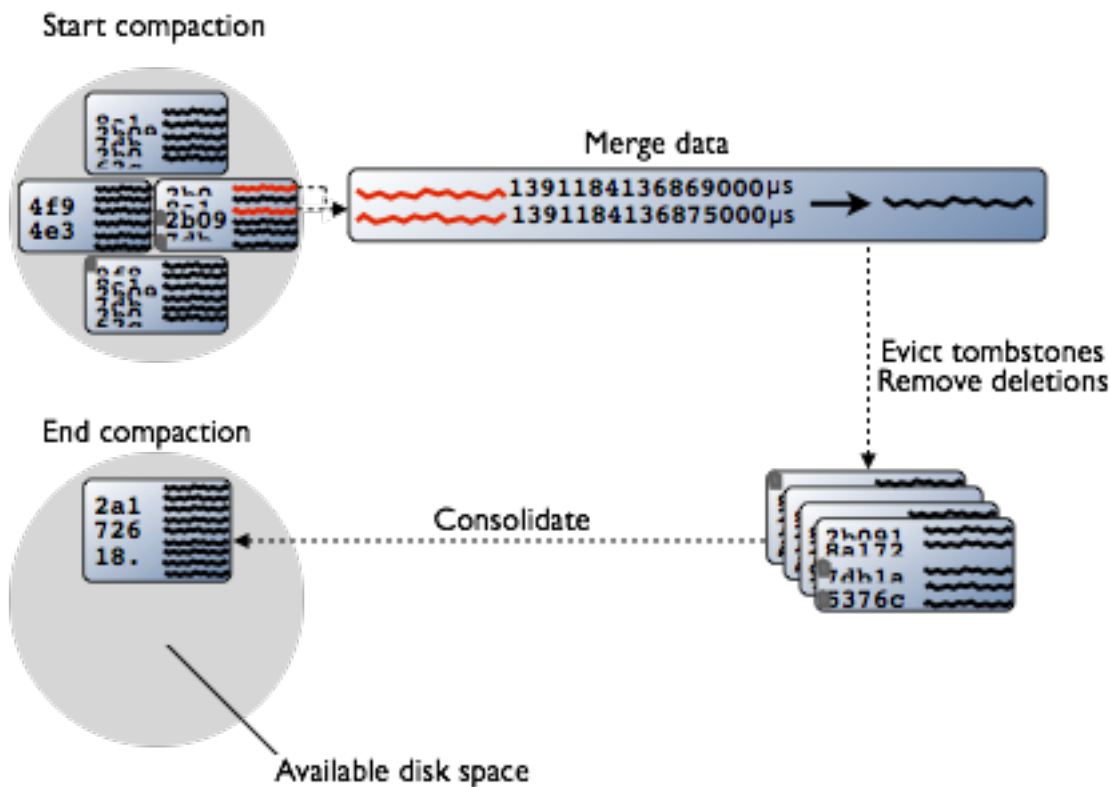 Start compaction
Merge data
4f9
4e3
2b09
1391184136869000µs
1391184136875000µs
Evict tombstones
Remove deletions
End compaction
2a1
726
18.
Consolidate
2b091
8a172
7db1a
6376c
Available disk space